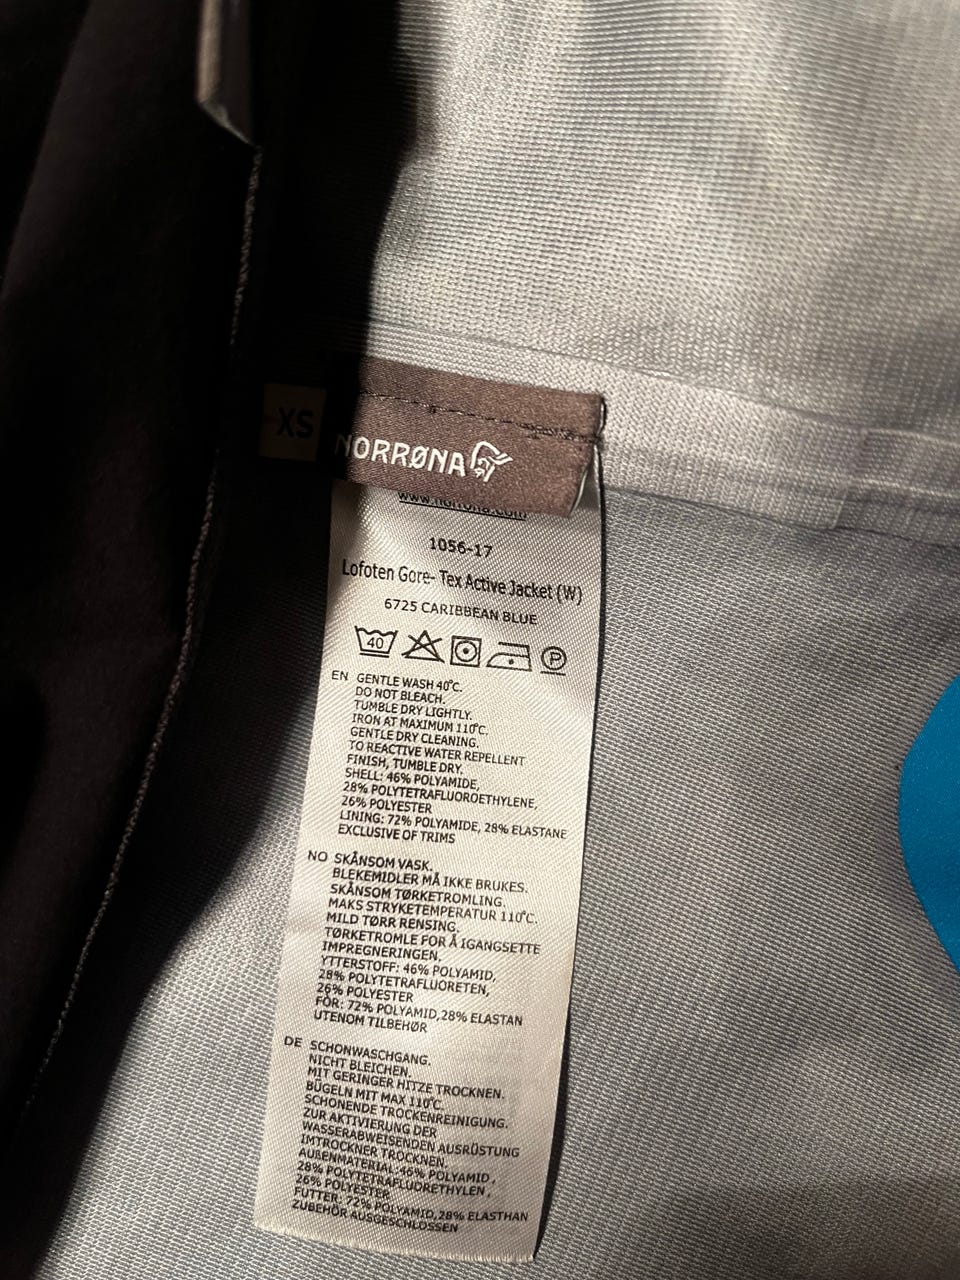 XS
NORRØNA
www.norrona.com
1056-17
Lofoten Gore- Tex Active Jacket (W)
6725 CARIBBEAN BLUE
40
P
EN GENTLE WASH 40°C.
DO NOT BLEACH.
TUMBLE DRY LIGHTLY.
IRON AT MAXIMUM 110°C.
GENTLE DRY CLEANING.
TO REACTIVE WATER REPELLENT
FINISH, TUMBLE DRY.
SHELL: 46% POLYAMIDE,
28% POLYTETRAFLUOROETHYLENE,
26% POLYESTER
LINING: 72% POLYAMIDE, 28% ELASTANE
EXCLUSIVE OF TRIMS
NO SKÅNSOM VASK.
BLEKEMIDLER MÅ IKKE BRUKES.
SKÅNSOM TØRKETROMLING.
MAKS STRYKETEMPERATUR 110°C.
MILD TØRR RENSING.
TØRKETROMLE FOR Å IGANGSETTE
IMPREGNERINGEN.
YTTERSTOFF: 46% POLYAMID,
28% POLYTETRAFLUORETEN,
26% POLYESTER
FÓR: 72% POLYAMID,28% ELASTAN
UTENOM TILBEHØR
DE SCHONWASCHGANG.
NICHT BLEICHEN.
MIT GERINGER HITZE TROCKNEN.
BÜGELN MIT MAX 110°C.
SCHONENDE TROCKENREINIGUNG.
ZUR AKTIVIERUNG DER
WASSERABWEISENDEN AUSRÜSTUNG
IMTROCKNER TROCKNEN.
AUßENMATERIAL:46% POLYAMID ,
28% POLYTETRAFLUORETHYLEN ,
26% POLYESTER
FUTTER: 72% POLYAMID,28% ELASTHAN
ZUBEHÖR AUSGESCHLOSSEN